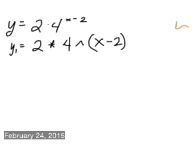 y = 2 · 4^(x-2)
y₁ = 2 * 4 ^ (x-2)
February 24, 2015